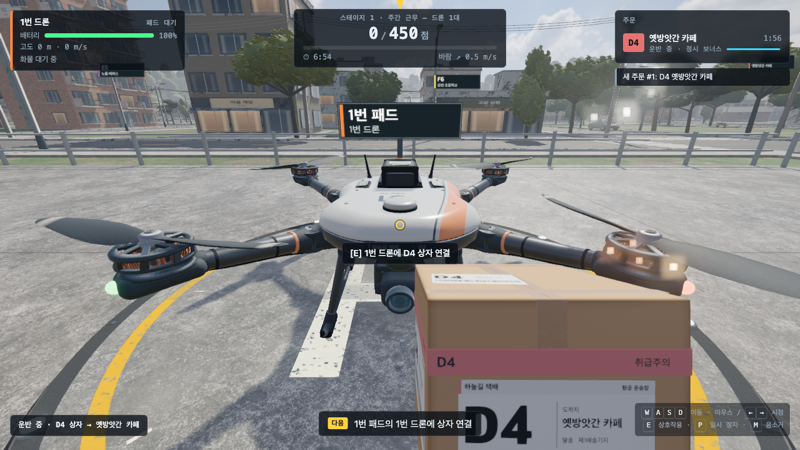 1번 드론 패드 대기
배터리 100%
고도 0 m · 0 m/s
화물 대기 중
스테이지 1 · 주간 근무 – 드론 1대
0 / 450 점
6:54 바람 ↗ 0.5 m/s
주문
D4 옛방앗간 카페 1:56
운반 중 · 정시 보너스
새 주문 #1: D4 옛방앗간 카페
F6
1번 패드
1번 드론
[E] 1번 드론에 D4 상자 연결
D4
D4 취급주의
하늘길 택배
D4
도착지
옛방앗간 카페
운반 중 · D4 상자 → 옛방앗간 카페
다음 1번 패드의 1번 드론에 상자 연결
W A S D 이동 · 마우스 / ← → 시점
E 상호작용 · P 일시 정지 · M 음소거